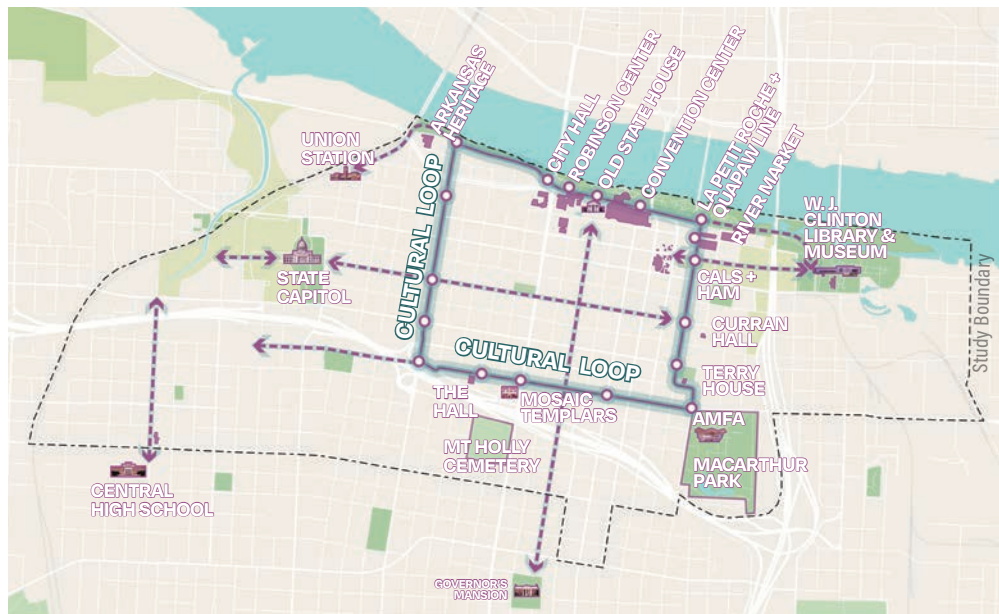 ARKANSAS
HERITAGE
UNION
STATION
CITY HALL
ROBINSON CENTER
OLD STATE HOUSE
CONVENTION CENTER
LA PETIT ROCHE +
QUAPAW LINE
RIVER MARKET
W. J.
CLINTON
LIBRARY &
MUSEUM
CULTURAL LOOP
STATE
CAPITOL
CALS +
HAM
Study Boundary
CURRAN
HALL
CULTURAL LOOP
TERRY
HOUSE
THE
HALL
MOSAIC
TEMPLARS
AMFA
MT HOLLY
CEMETERY
MACARTHUR
PARK
CENTRAL
HIGH SCHOOL
GOVERNOR'S
MANSION